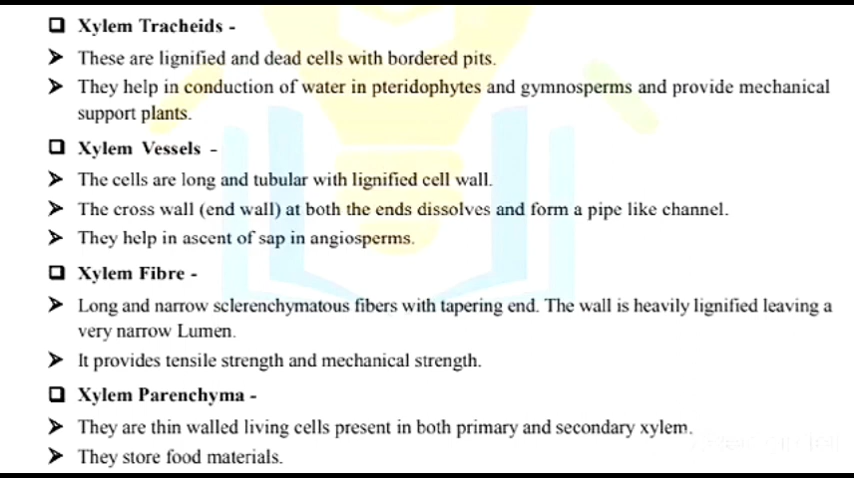 ❑ Xylem Tracheids -
➤ These are lignified and dead cells with bordered pits.
➤ They help in conduction of water in pteridophytes and gymnosperms and provide mechanical
support plants.
❑ Xylem Vessels -
➤ The cells are long and tubular with lignified cell wall.
➤ The cross wall (end wall) at both the ends dissolves and form a pipe like channel.
➤ They help in ascent of sap in angiosperms.
❑ Xylem Fibre -
➤ Long and narrow sclerenchymatous fibers with tapering end. The wall is heavily lignified leaving a
very narrow Lumen.
➤ It provides tensile strength and mechanical strength.
❑ Xylem Parenchyma -
➤ They are thin walled living cells present in both primary and secondary xylem.
➤ They store food materials.